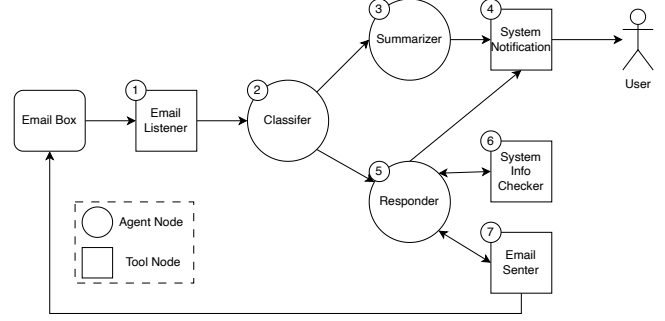 3
4
Summarizer
System
Notification
User
1
2
Email Box
Email
Listener
Classifer
5
6
System
Info
Checker
Responder
7
Email
Senter
Agent Node
Tool Node